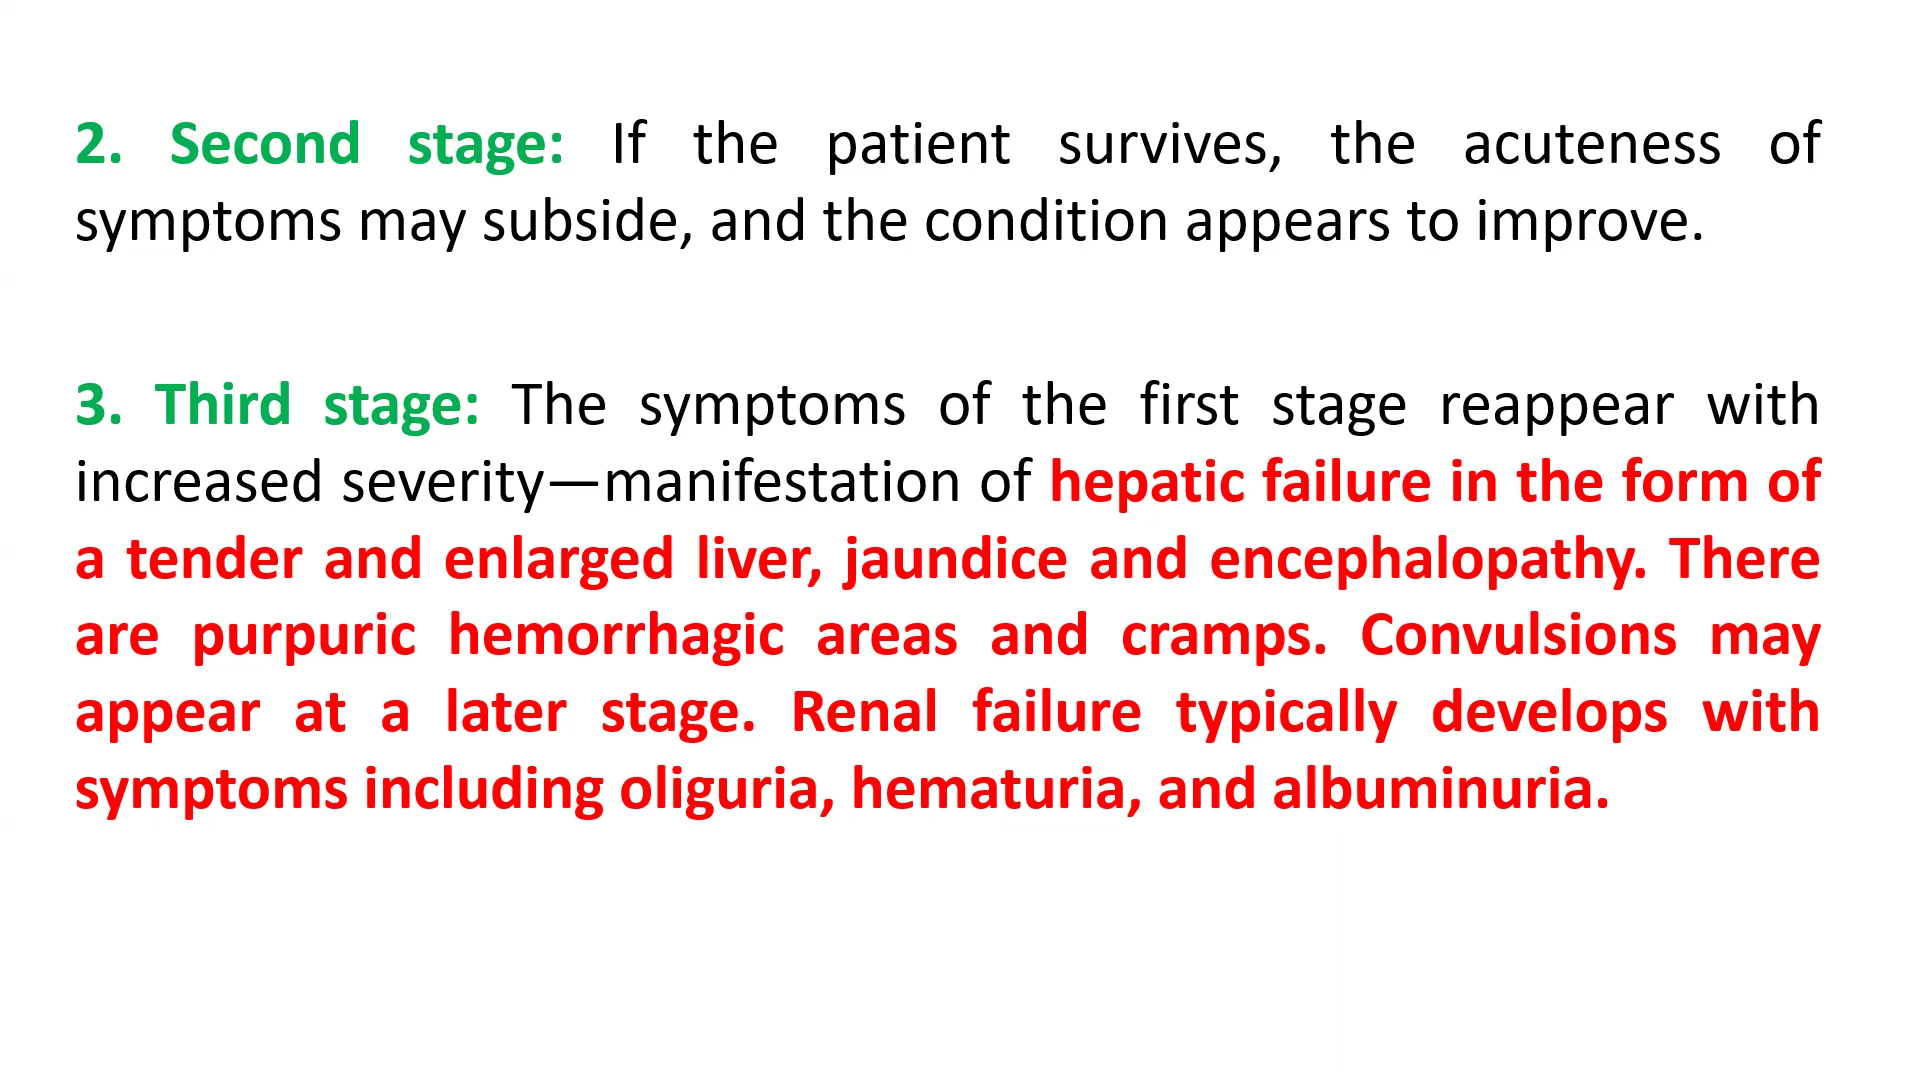 2. Second stage: If the patient survives, the acuteness of
symptoms may subside, and the condition appears to improve.
3. Third stage: The symptoms of the first stage reappear with
increased severity—manifestation of hepatic failure in the form of
a tender and enlarged liver, jaundice and encephalopathy. There
are purpuric hemorrhagic areas and cramps. Convulsions may
appear at a later stage. Renal failure typically develops with
symptoms including oliguria, hematuria, and albuminuria.